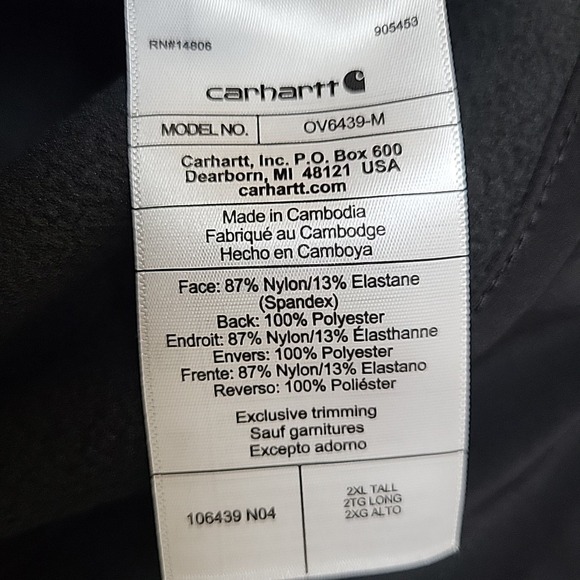 905453
RN#14806
carhartt
MODEL NO. OV6439-M
Carhartt, Inc. P.O. Box 600
Dearborn, MI 48121 USA
carhartt.com
Made in Cambodia
Fabriqué au Cambodge
Hecho en Camboya
Face: 87% Nylon/13% Elastane
(Spandex)
Back: 100% Polyester
Endroit: 87% Nylon/13% Élasthanne
Envers: 100% Polyester
Frente: 87% Nylon/13% Elastano
Reverso: 100% Poliéster
Exclusive trimming
Sauf garnitures
Excepto adorno
106439 N04
2XL TALL
2TG LONG
2XG ALTO